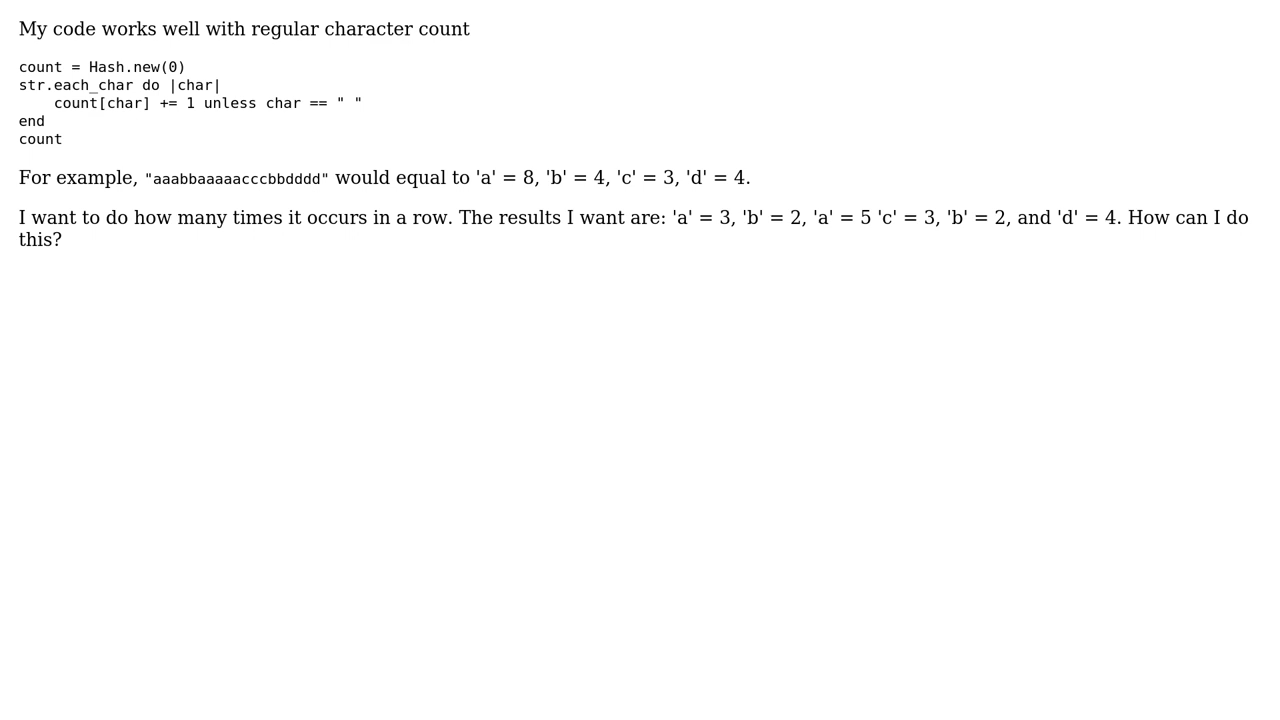 My code works well with regular character count
count = Hash.new(0)
str.each_char do |char|
    count[char] += 1 unless char == " "
end
count
For example, "aaabbaaaaacccbbdddd" would equal to 'a' = 8, 'b' = 4, 'c' = 3, 'd' = 4.
I want to do how many times it occurs in a row. The results I want are: 'a' = 3, 'b' = 2, 'a' = 5 'c' = 3, 'b' = 2, and 'd' = 4. How can I do
this?